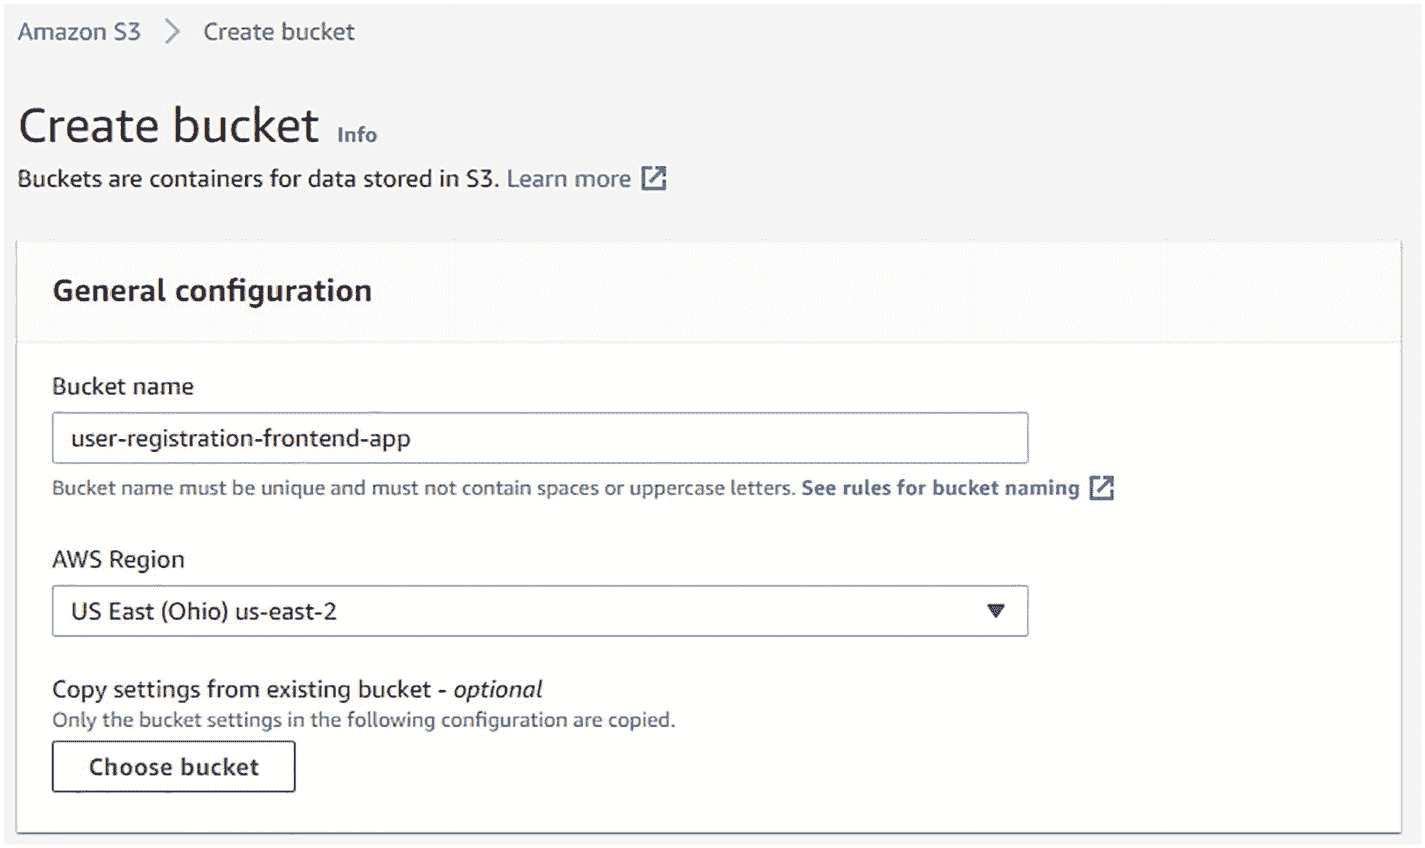 Amazon S3 > Create bucket
Create bucket Info
Buckets are containers for data stored in S3. Learn more
General configuration
Bucket name
user-registration-frontend-app
Bucket name must be unique and must not contain spaces or uppercase letters. See rules for bucket naming
AWS Region
US East (Ohio) us-east-2
Copy settings from existing bucket - optional
Only the bucket settings in the following configuration are copied.
Choose bucket